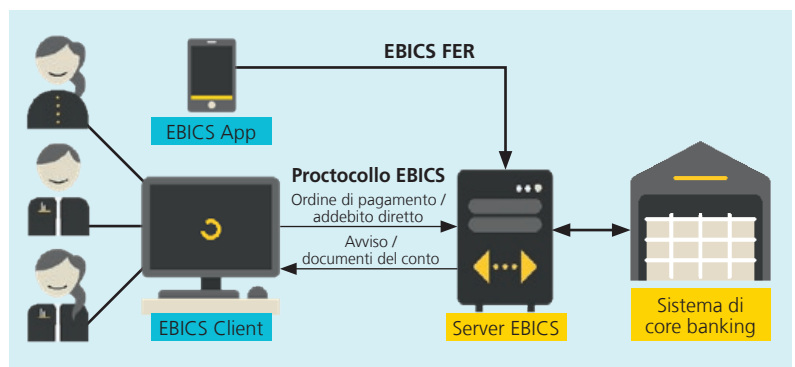 EBICS FER
EBICS App
Proctocollo EBICS
Ordine di pagamento /
addebito diretto
Avviso /
documenti del conto
EBICS Client
Server EBICS
Sistema di
core banking